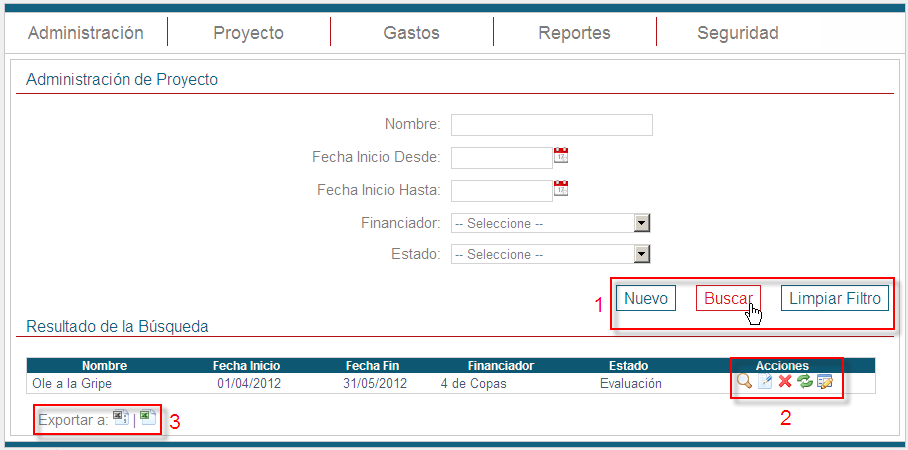 Administración Proyecto Gastos Reportes Seguridad
Administración de Proyecto
Nombre:
Fecha Inicio Desde:
Fecha Inicio Hasta:
Financiador: -- Seleccione --
Estado: -- Seleccione --
1 Nuevo Buscar Limpiar Filtro
Resultado de la Búsqueda
Nombre Fecha Inicio Fecha Fin Financiador Estado Acciones
Ole a la Gripe 01/04/2012 31/05/2012 4 de Copas Evaluación
2
Exportar a: | 3